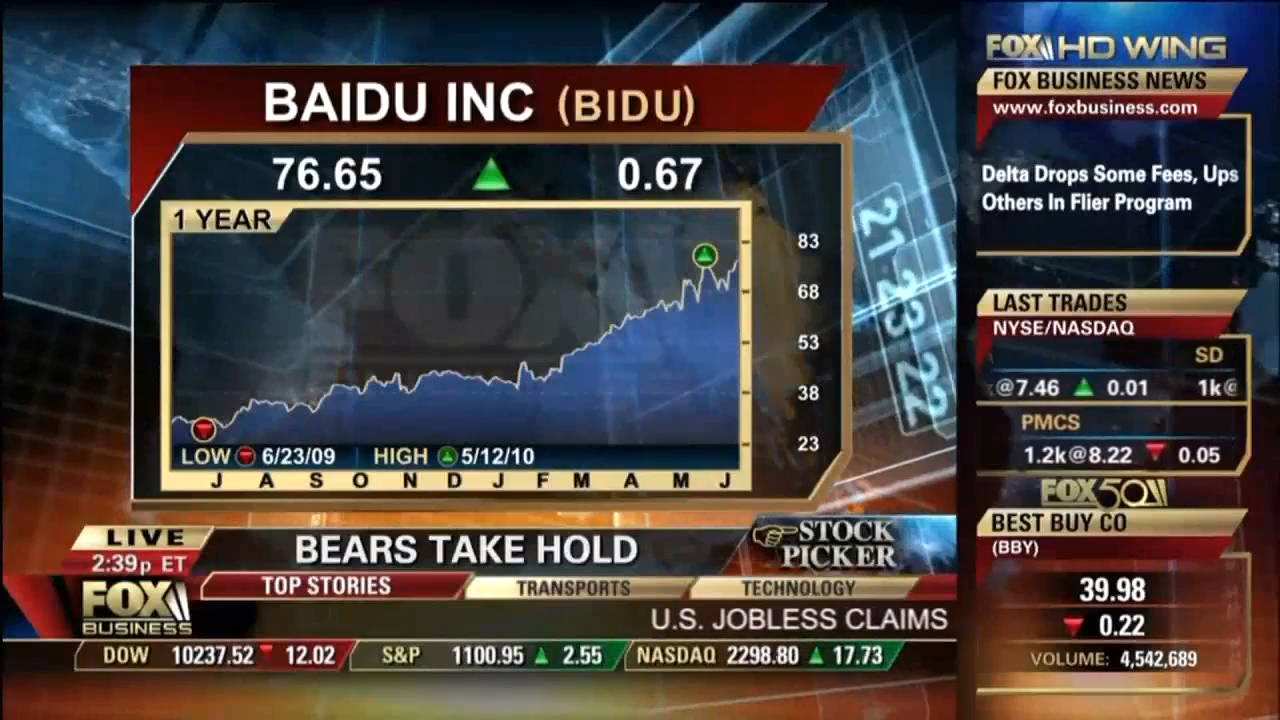 BAIDU INC (BIDU)
76.65 0.67
1 YEAR
83
68
53
38
23
LOW 6/23/09 HIGH 5/12/10
J A S O N D J F M A M J
LIVE
2:39p ET
BEARS TAKE HOLD
STOCK
PICKER
TOP STORIES TRANSPORTS TECHNOLOGY
FOX
BUSINESS
U.S. JOBLESS CLAIMS
DOW 10237.52 12.02 S&P 1100.95 2.55 NASDAQ 2298.80 17.73
FOX HD WING
FOX BUSINESS NEWS
www.foxbusiness.com
Delta Drops Some Fees, Ups
Others In Flier Program
LAST TRADES
NYSE/NASDAQ
SD
@7.46 0.01 1k@
PMCS
1.2k@8.22 0.05
FOX 50
BEST BUY CO
(BBY)
39.98
0.22
VOLUME: 4,542,689
21.23 22
FOX